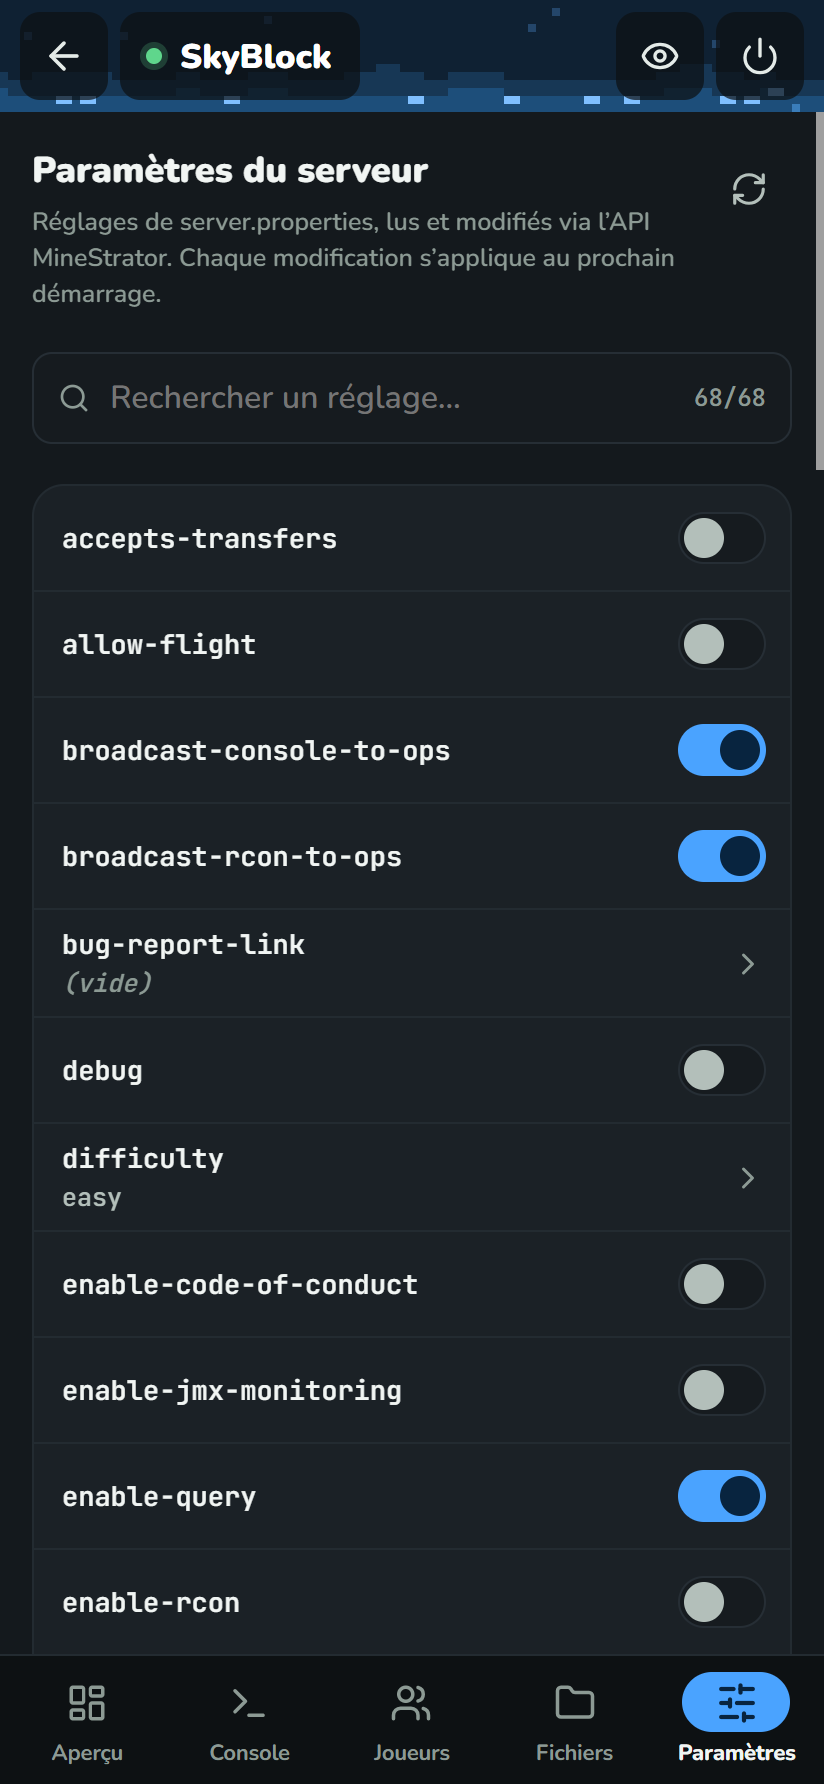 SkyBlock
Paramètres du serveur
Réglages de server.properties, lus et modifiés via l’API
MineStrator. Chaque modification s’applique au prochain
démarrage.
Rechercher un réglage... 68/68
accepts-transfers
allow-flight
broadcast-console-to-ops
broadcast-rcon-to-ops
bug-report-link
(vide)
debug
difficulty
easy
enable-code-of-conduct
enable-jmx-monitoring
enable-query
enable-rcon
Aperçu Console Joueurs Fichiers Paramètres